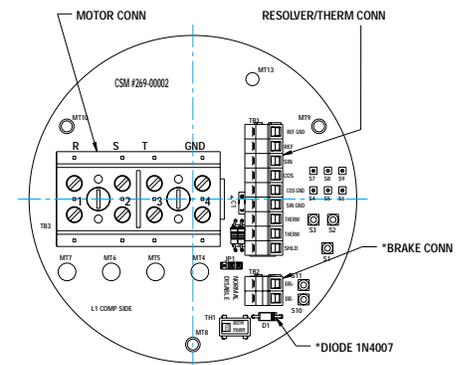 MOTOR CONN
RESOLVER/THERM CONN
CSM #269-00002
MT13
MT10
MT9
TB1
R S T GND
REF GND
REF
SIN
COS
COS GND
SIN GND
THERM
THERM
SHLD
S7 S8 S9
S4 S5 S6
S3 S2
S1
+ C1
1 2 3 4
TB3
MT7 MT6 MT5 MT4
JP1
DISABLE
NORMAL
TB2
BRK-
BRK-
S11
S10
*BRAKE CONN
L1 COMP SIDE
TH1
D1
MT8
*DIODE 1N4007